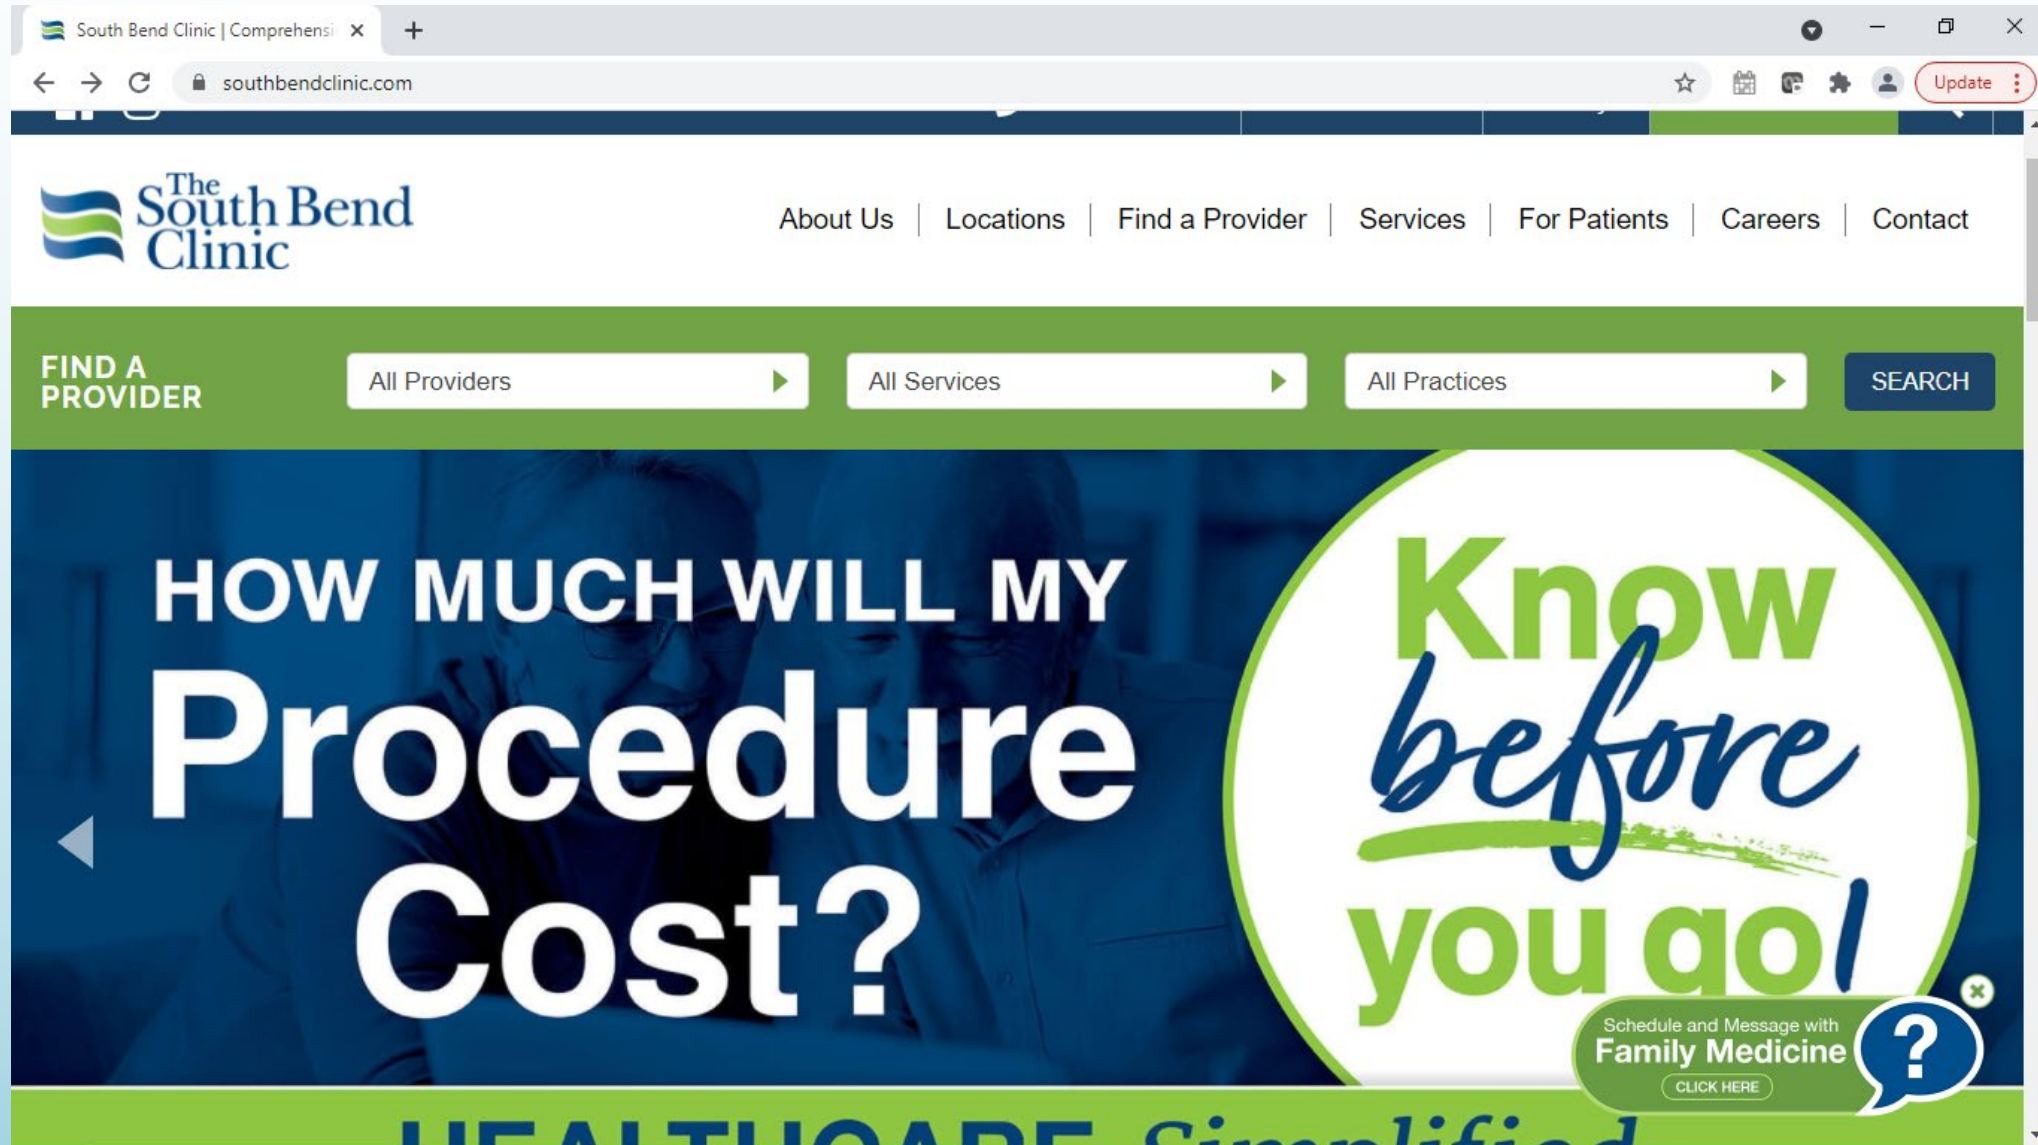 South Bend Clinic | Comprehensi
southbendclinic.com
Update
The
South Bend
Clinic
About Us
Locations
Find a Provider
Services
For Patients
Careers
Contact
FIND A
PROVIDER
All Providers
All Services
All Practices
SEARCH
HOW MUCH WILL MY
Procedure
Cost?
Know
before
you go!
Schedule and Message with
Family Medicine
CLICK HERE
?
HEALTHCARE Simplified